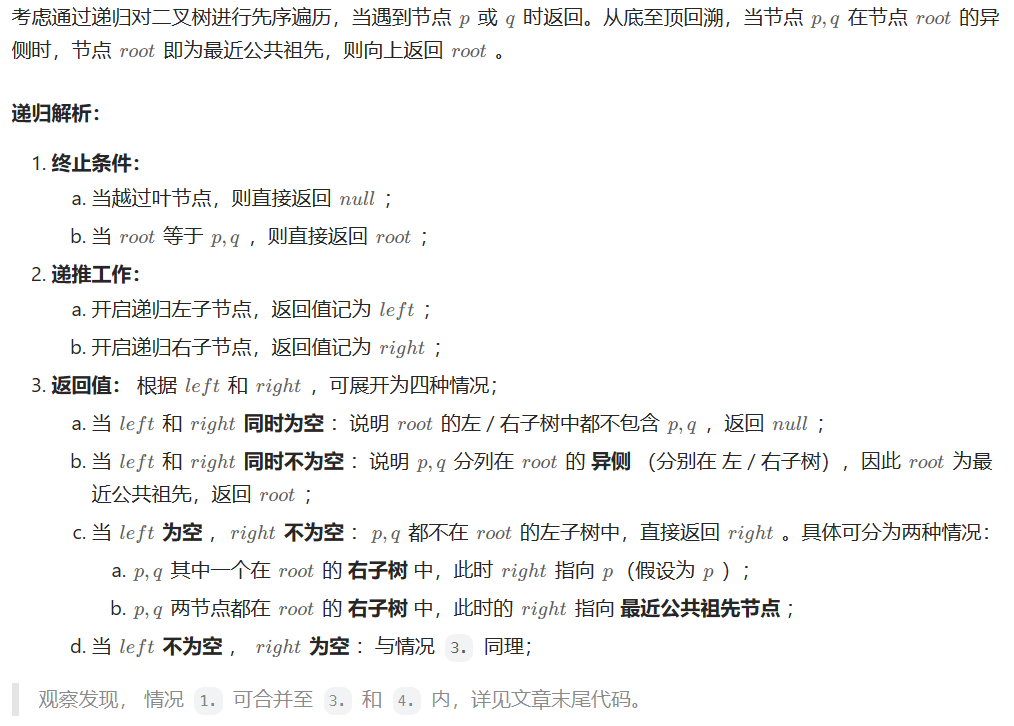 考虑通过递归对二叉树进行先序遍历，当遇到节点 p 或 q 时返回。从底至顶回溯，当节点 p, q 在节点 root 的异
侧时，节点 root 即为最近公共祖先，则向上返回 root 。
递归解析：
1. 终止条件：
a. 当越过叶节点，则直接返回 null ；
b. 当 root 等于 p, q ，则直接返回 root ；
2. 递推工作：
a. 开启递归左子节点，返回值记为 left ；
b. 开启递归右子节点，返回值记为 right ；
3. 返回值： 根据 left 和 right ，可展开为四种情况；
a. 当 left 和 right 同时为空 ：说明 root 的左 / 右子树中都不包含 p, q ，返回 null ；
b. 当 left 和 right 同时不为空 ：说明 p, q 分列在 root 的 异侧 （分别在 左 / 右子树），因此 root 为最
近公共祖先，返回 root ；
c. 当 left 为空 ，right 不为空 ：p, q 都不在 root 的左子树中，直接返回 right 。具体可分为两种情况：
a. p, q 其中一个在 root 的 右子树 中，此时 right 指向 p（假设为 p ）；
b. p, q 两节点都在 root 的 右子树 中，此时的 right 指向 最近公共祖先节点 ；
d. 当 left 不为空 ， right 为空 ：与情况 3. 同理；
观察发现， 情况 1. 可合并至 3. 和 4. 内，详见文章末尾代码。